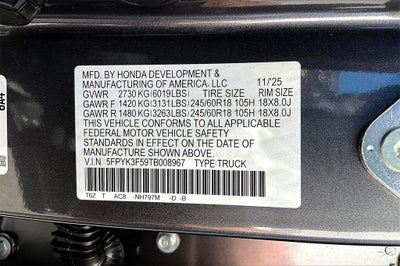 MFD. BY HONDA DEVELOPMENT &
MANUFACTURING OF AMERICA, LLC 11/'25
GVWR 2730 KG(6019LBS) TIRE SIZE RIM SIZE
GAWR F 1420 KG(3131LBS) 245/60R18 105H 18X8.0J
GAWR R 1480 KG(3263LBS) 245/60R18 105H 18X8.0J
THIS VEHICLE CONFORMS TO ALL APPLICABLE
FEDERAL MOTOR VEHICLE SAFETY
STANDARDS IN EFFECT ON THE DATE OF
MANUFACTURE SHOWN ABOVE.
V.I.N. 5FPYK3F59TB008967 TYPE TRUCK
T6Z T AC8 -NH797M -D -B